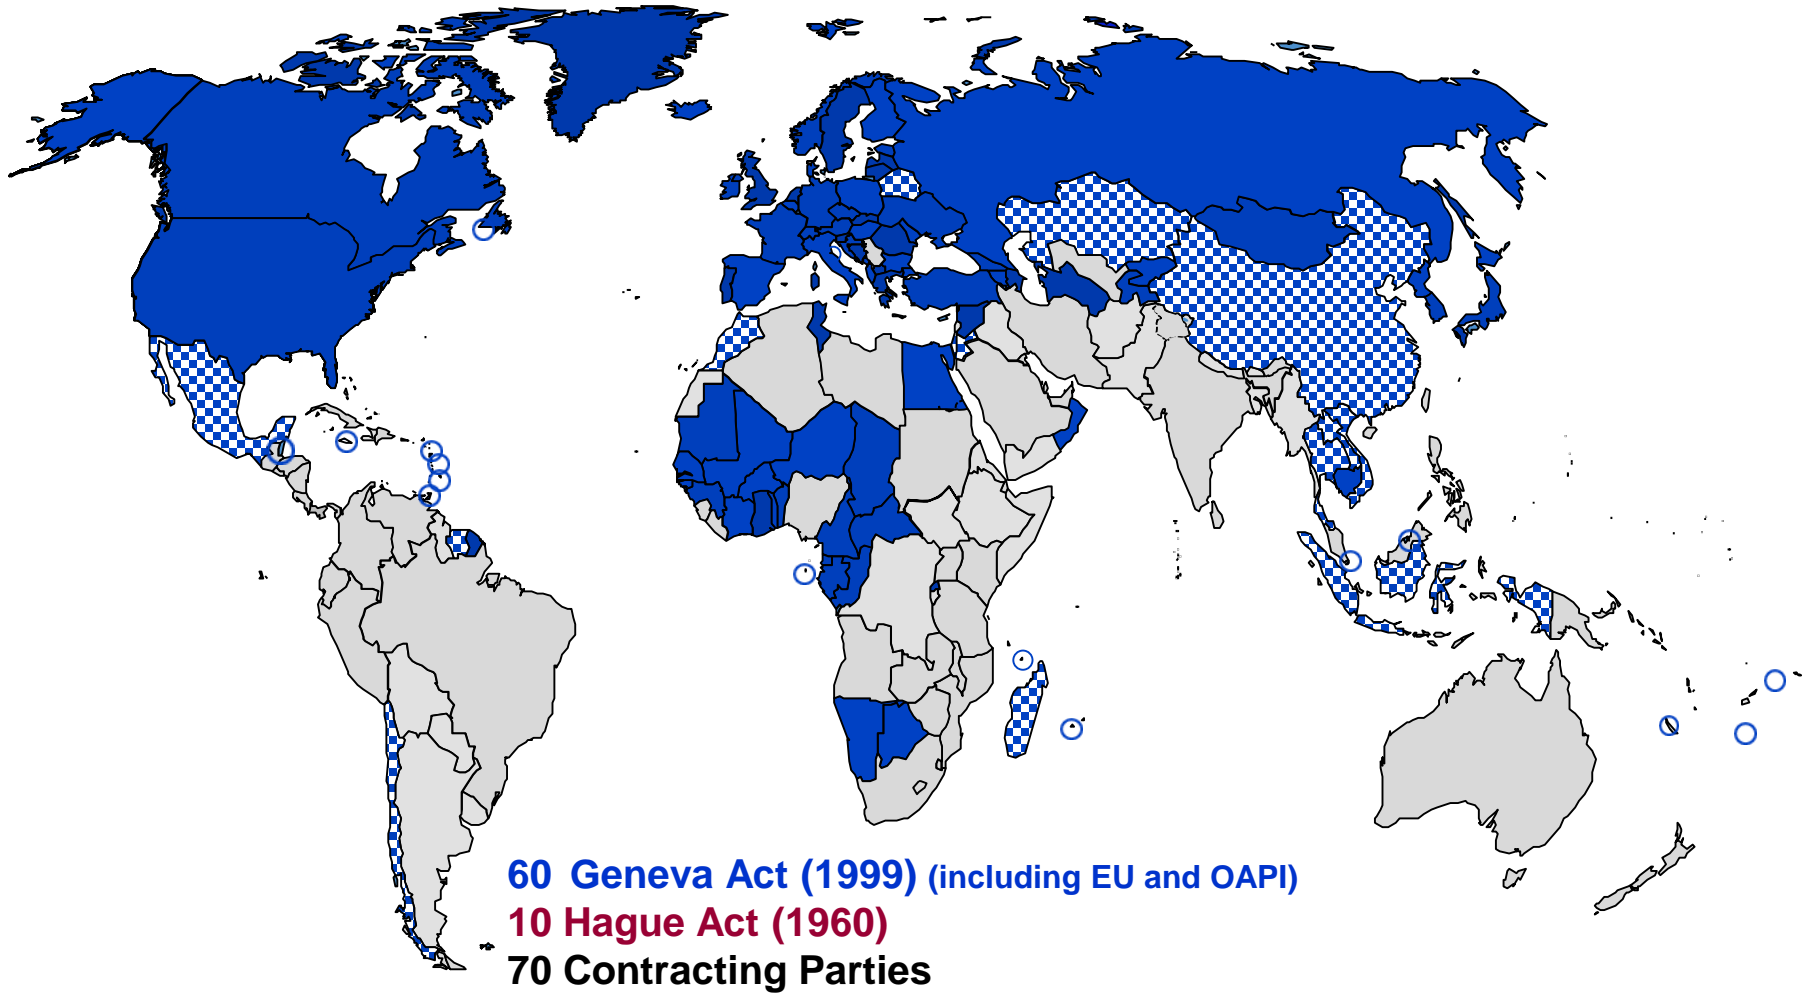 60 Geneva Act (1999) (including EU and OAPI)
10 Hague Act (1960)
70 Contracting Parties